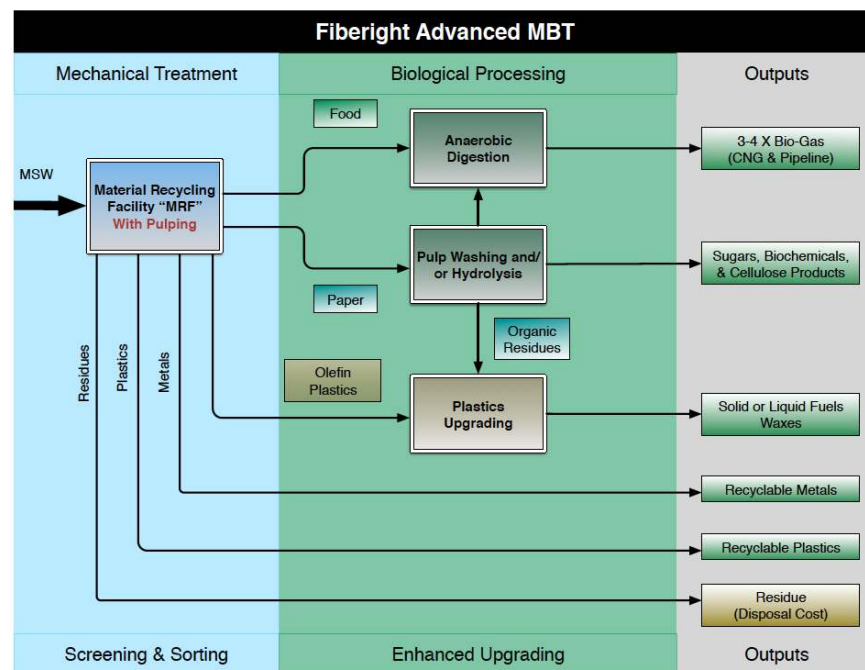 Fiberight Advanced MBT
Mechanical Treatment
Biological Processing
Outputs
Food
MSW
Material Recycling
Facility “MRF”
With Pulping
Anaerobic
Digestion
3-4 X Bio-Gas
(CNG & Pipeline)
Pulp Washing and/
or Hydrolysis
Sugars, Biochemicals,
& Cellulose Products
Paper
Organic
Residues
Residues
Plastics
Metals
Olefin
Plastics
Plastics
Upgrading
Solid or Liquid Fuels
Waxes
Recyclable Metals
Recyclable Plastics
Residue
(Disposal Cost)
Screening & Sorting
Enhanced Upgrading
Outputs